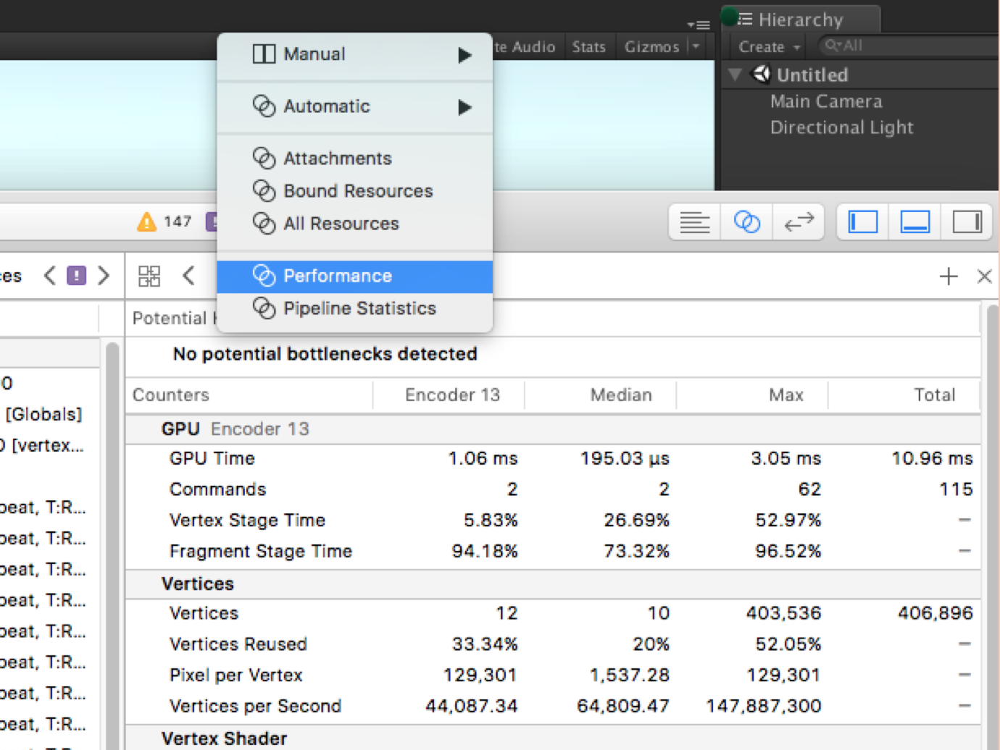 Hierarchy
Manual
te Audio Stats Gizmos
Create All
Untitled
Automatic
Main Camera
Directional Light
Attachments
Bound Resources
All Resources
147
es
Performance
Pipeline Statistics
Potential
No potential bottlenecks detected
Counters Encoder 13 Median Max Total
GPU Encoder 13
GPU Time 1.06 ms 195.03 µs 3.05 ms 10.96 ms
Commands 2 2 62 115
Vertex Stage Time 5.83% 26.69% 52.97% –
Fragment Stage Time 94.18% 73.32% 96.52% –
Vertices
Vertices 12 10 403,536 406,896
Vertices Reused 33.34% 20% 52.05% –
Pixel per Vertex 129,301 1,537.28 129,301 –
Vertices per Second 44,087.34 64,809.47 147,887,300 –
Vertex Shader
0
[Globals]
0 [vertex...
peat, T:R...
peat, T:R...
peat, T:R...
peat, T:R...
peat, T:R...
peat, T:R...
peat, T:R...
peat, T:R...